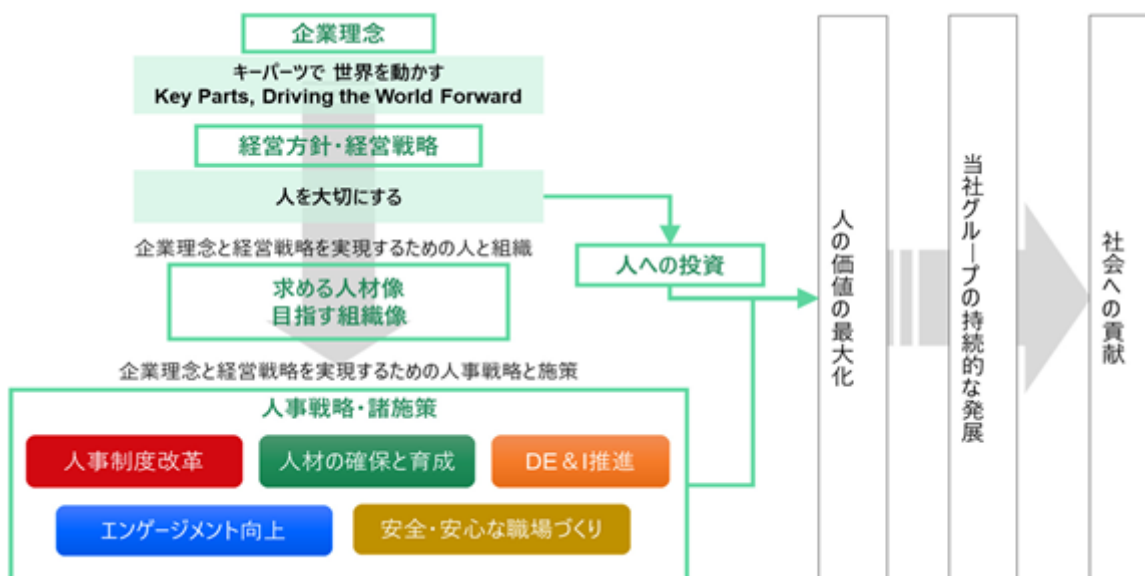 企業理念
キーパーツで 世界を動かす
Key Parts, Driving the World Forward
経営方針・経営戦略
人を大切にする
企業理念と経営戦略を実現するための人と組織
求める人材像
目指す組織像
企業理念と経営戦略を実現するための人事戦略と施策
人事戦略・諸施策
人事制度改革
人材の確保と育成
DE&I推進
エンゲージメント向上
安全・安心な職場づくり
人への投資
人の価値の最大化
当社グループの持続的な発展
社会への貢献